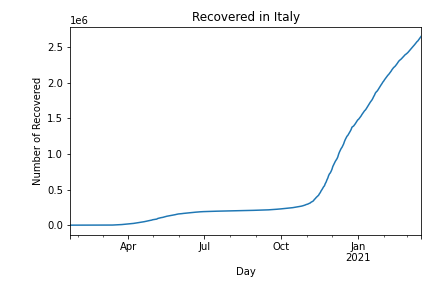 Recovered in Italy
1e6
2.5
2.0
1.5
1.0
0.5
0.0
Number of Recovered
Apr
Jul
Oct
Jan
2021
Day